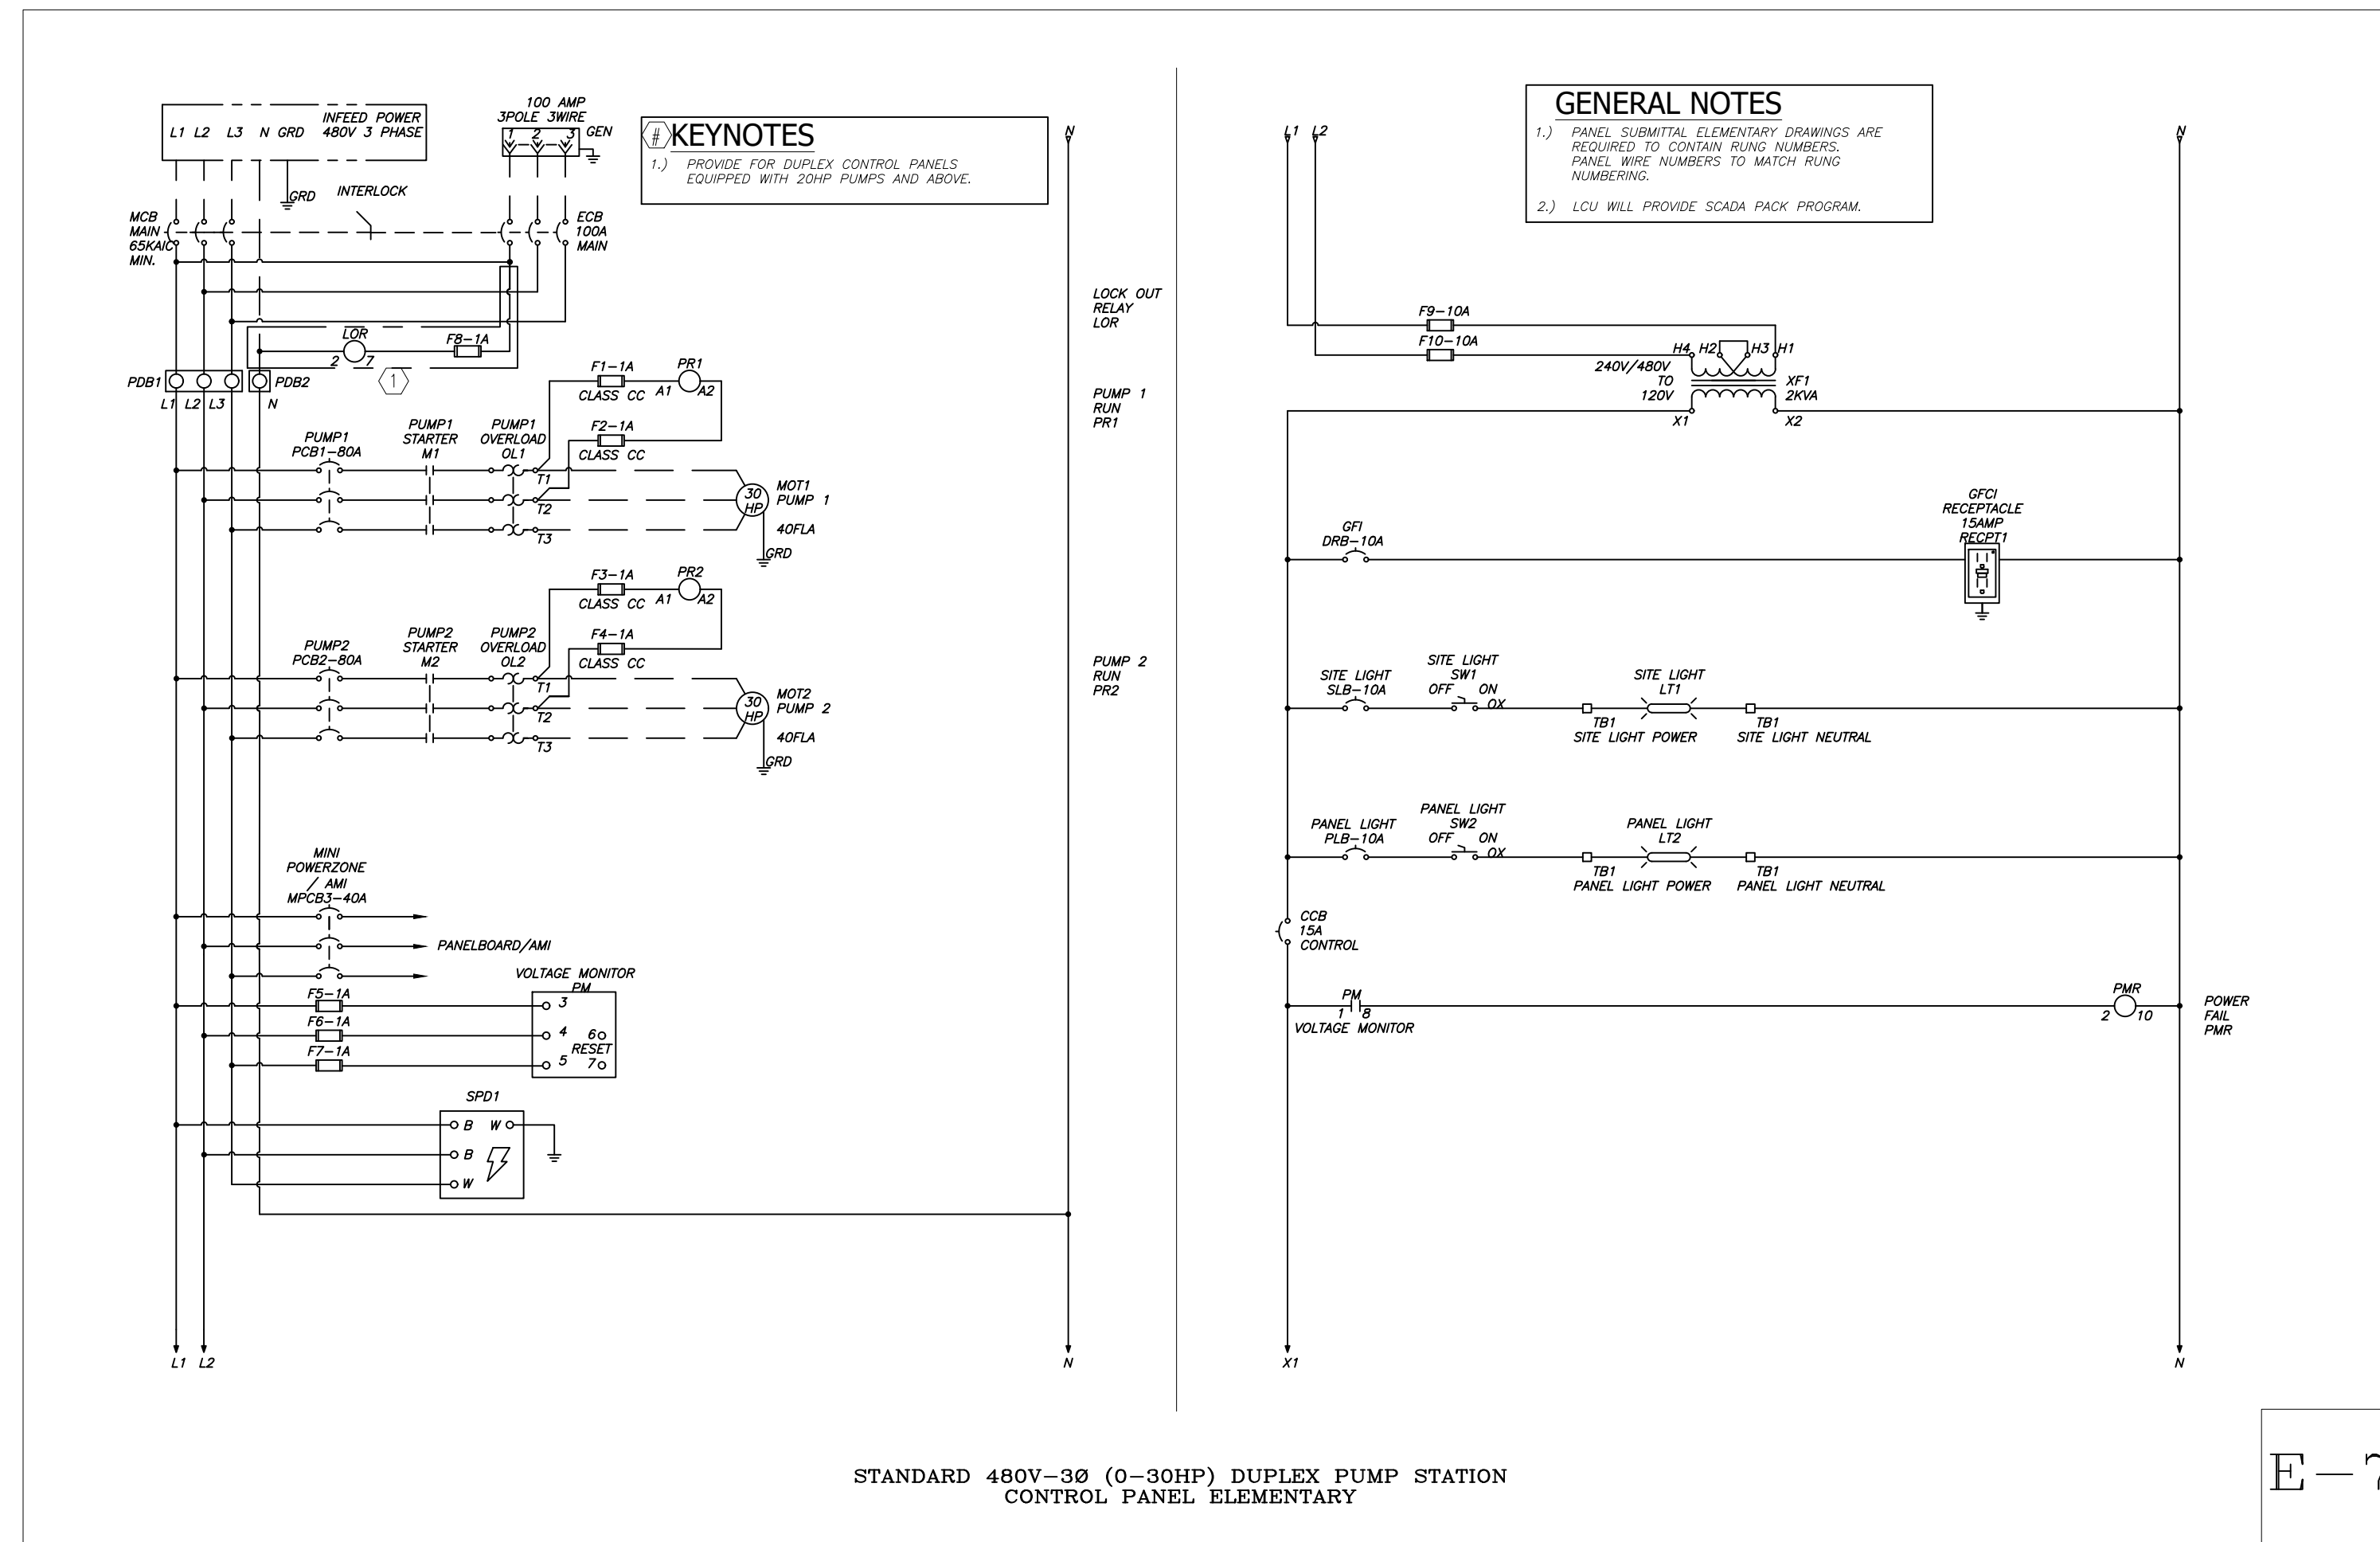 INFEED POWER
L1 L2 L3 N GRD 480V 3 PHASE
100 AMP
3POLE 3WIRE
1 2 3 GEN
GRD
INTERLOCK
MCB
MAIN
65KAIC
MIN.
ECB
100A
MAIN
# KEYNOTES
1.) PROVIDE FOR DUPLEX CONTROL PANELS
EQUIPPED WITH 20HP PUMPS AND ABOVE.
N
LOR
2 7
F8-1A
1
PDB1
PDB2
L1 L2 L3 N
F1-1A
CLASS CC
PR1
A1 A2
F2-1A
CLASS CC
PUMP1
PCB1-80A
PUMP1
STARTER
M1
PUMP1
OVERLOAD
OL1
T1
T2
T3
30
HP
MOT1
PUMP 1
40FLA
GRD
F3-1A
CLASS CC
PR2
A1 A2
F4-1A
CLASS CC
PUMP2
PCB2-80A
PUMP2
STARTER
M2
PUMP2
OVERLOAD
OL2
T1
T2
T3
30
HP
MOT2
PUMP 2
40FLA
GRD
MINI
POWERZONE
/ AMI
MPCB3-40A
PANELBOARD/AMI
VOLTAGE MONITOR
PM
F5-1A
F6-1A
F7-1A
3
4 6
RESET
5 7
SPD1
B W
B
W
L1 L2
N
LOCK OUT
RELAY
LOR
PUMP 1
RUN
PR1
PUMP 2
RUN
PR2
L1 L2
GENERAL NOTES
1.) PANEL SUBMITTAL ELEMENTARY DRAWINGS ARE
REQUIRED TO CONTAIN RUNG NUMBERS.
PANEL WIRE NUMBERS TO MATCH RUNG
NUMBERING.
2.) LCU WILL PROVIDE SCADA PACK PROGRAM.
N
F9-10A
F10-10A
H4 H2 H3 H1
240V/480V
TO
120V
XF1
2KVA
X1 X2
GFI
DRB-10A
GFCI
RECEPTACLE
15AMP
RECPT1
SITE LIGHT
SLB-10A
SITE LIGHT
SW1
OFF ON
OX
SITE LIGHT
LT1
TB1
SITE LIGHT POWER
TB1
SITE LIGHT NEUTRAL
PANEL LIGHT
PLB-10A
PANEL LIGHT
SW2
OFF ON
OX
PANEL LIGHT
LT2
TB1
PANEL LIGHT POWER
TB1
PANEL LIGHT NEUTRAL
CCB
15A
CONTROL
PM
1 8
VOLTAGE MONITOR
PMR
2 10
POWER
FAIL
PMR
X1
N
STANDARD 480V-3Ø (0-30HP) DUPLEX PUMP STATION
CONTROL PANEL ELEMENTARY
E-7